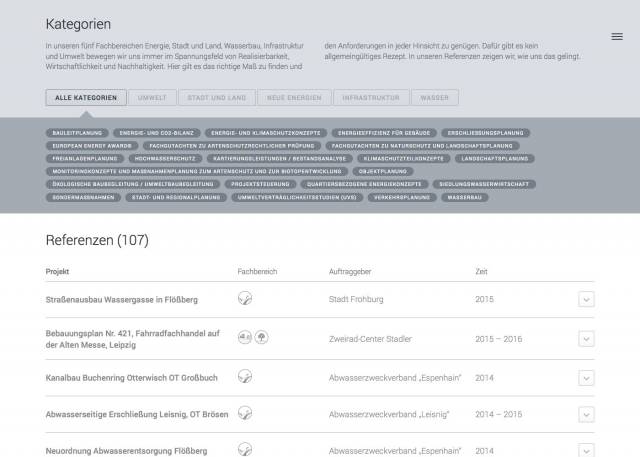 Kategorien
In unseren fünf Fachbereichen Energie, Stadt und Land, Wasserbau, Infrastruktur
und Umwelt bewegen wir uns immer im Spannungsfeld von Realisierbarkeit,
Wirtschaftlichkeit und Nachhaltigkeit. Hier gilt es das richtige Maß zu finden und
den Anforderungen in jeder Hinsicht zu genügen. Dafür gibt es kein
allgemeingültiges Rezept. In unseren Referenzen zeigen wir, wie uns das gelingt.
ALLE KATEGORIEN UMWELT STADT UND LAND NEUE ENERGIEN INFRASTRUKTUR WASSER
BAULEITPLANUNG ENERGIE- UND CO2-BILANZ ENERGIE- UND KLIMASCHUTZKONZEPTE ENERGIEEFFIZIENZ FÜR GEBÄUDE ERSCHLIESSUNGSPLANUNG
EUROPEAN ENERGY AWARD® FACHGUTACHTEN ZU ARTENSCHUTZRECHTLICHER PRÜFUNG FACHGUTACHTEN ZU NATURSCHUTZ UND LANDSCHAFTSPLANUNG
FREIANLAGENPLANUNG HOCHWASSERSCHUTZ KARTIERUNGSLEISTUNGEN / BESTANDSANALYSE KLIMASCHUTZTEILKONZEPTE LANDSCHAFTSPLANUNG
MONITORINGKONZEPTE UND MASSNAHMENPLANUNG ZUM ARTENSCHUTZ UND ZUR BIOTOPENTWICKLUNG OBJEKTPLANUNG
ÖKOLOGISCHE BAUBEGLEITUNG / UMWELTBAUBEGLEITUNG PROJEKTSTEUERUNG QUARTIERSBEZOGENE ENERGIEKONZEPTE SIEDLUNGSWASSERWIRTSCHAFT
SONDERMASSNAHMEN STADT- UND REGIONALPLANUNG UMWELTVERTRÄGLICHKEITSSTUDIEN (UVS) VERKEHRSPLANUNG WASSERBAU
Referenzen (107)
Projekt Fachbereich Auftraggeber Zeit
Straßenausbau Wassergasse in Flößberg Stadt Frohburg 2015
Bebauungsplan Nr. 421, Fahrradfachhandel auf
der Alten Messe, Leipzig Zweirad-Center Stadler 2015 – 2016
Kanalbau Buchenring Otterwisch OT Großbuch Abwasserzweckverband „Espenhain" 2014
Abwasserseitige Erschließung Leisnig, OT Brösen Abwasserzweckverband „Leisnig" 2014 – 2015
Neuordnung Abwasserentsorgung Flößberg Abwasserzweckverband „Espenhain" 2014